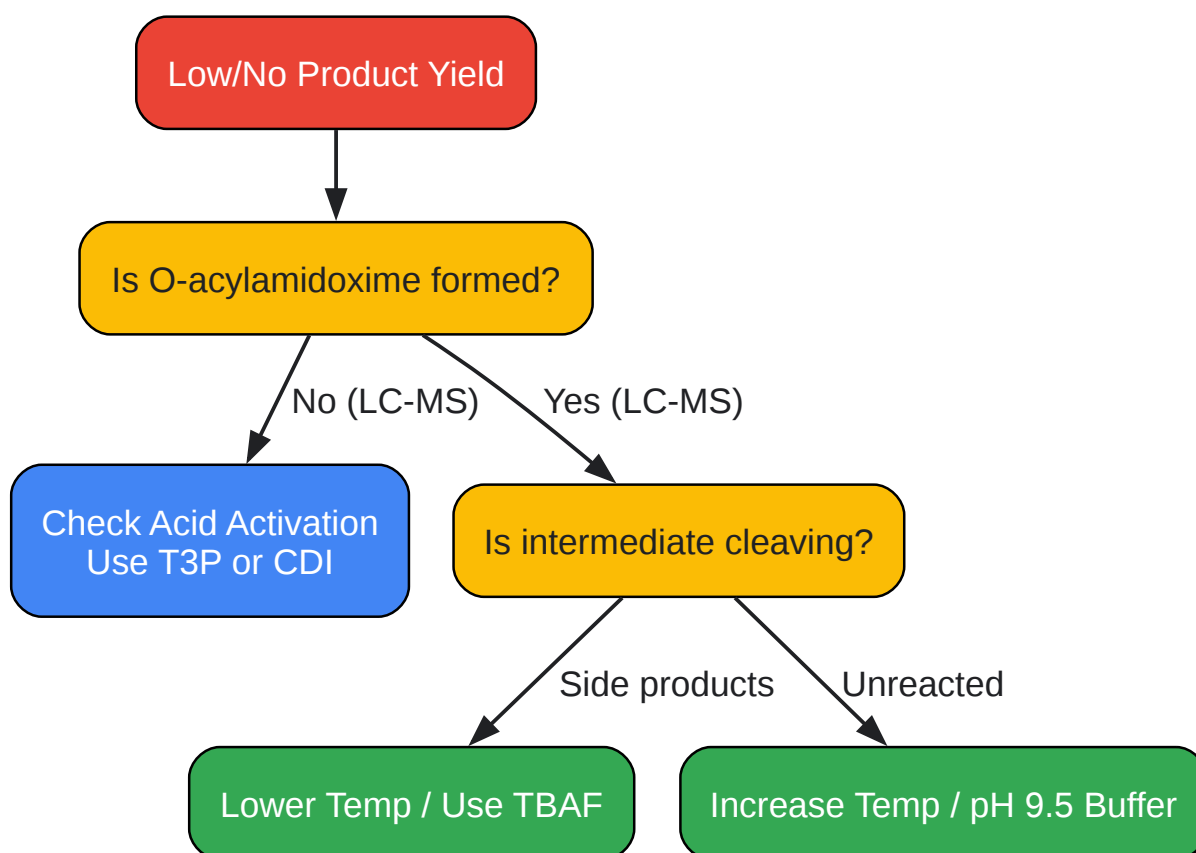 Low/No Product Yield
Is O-acylamidoxime formed?
No (LC-MS)
Yes (LC-MS)
Check Acid Activation
Use T3P or CDI
Is intermediate cleaving?
Side products
Unreacted
Lower Temp / Use TBAF
Increase Temp / pH 9.5 Buffer